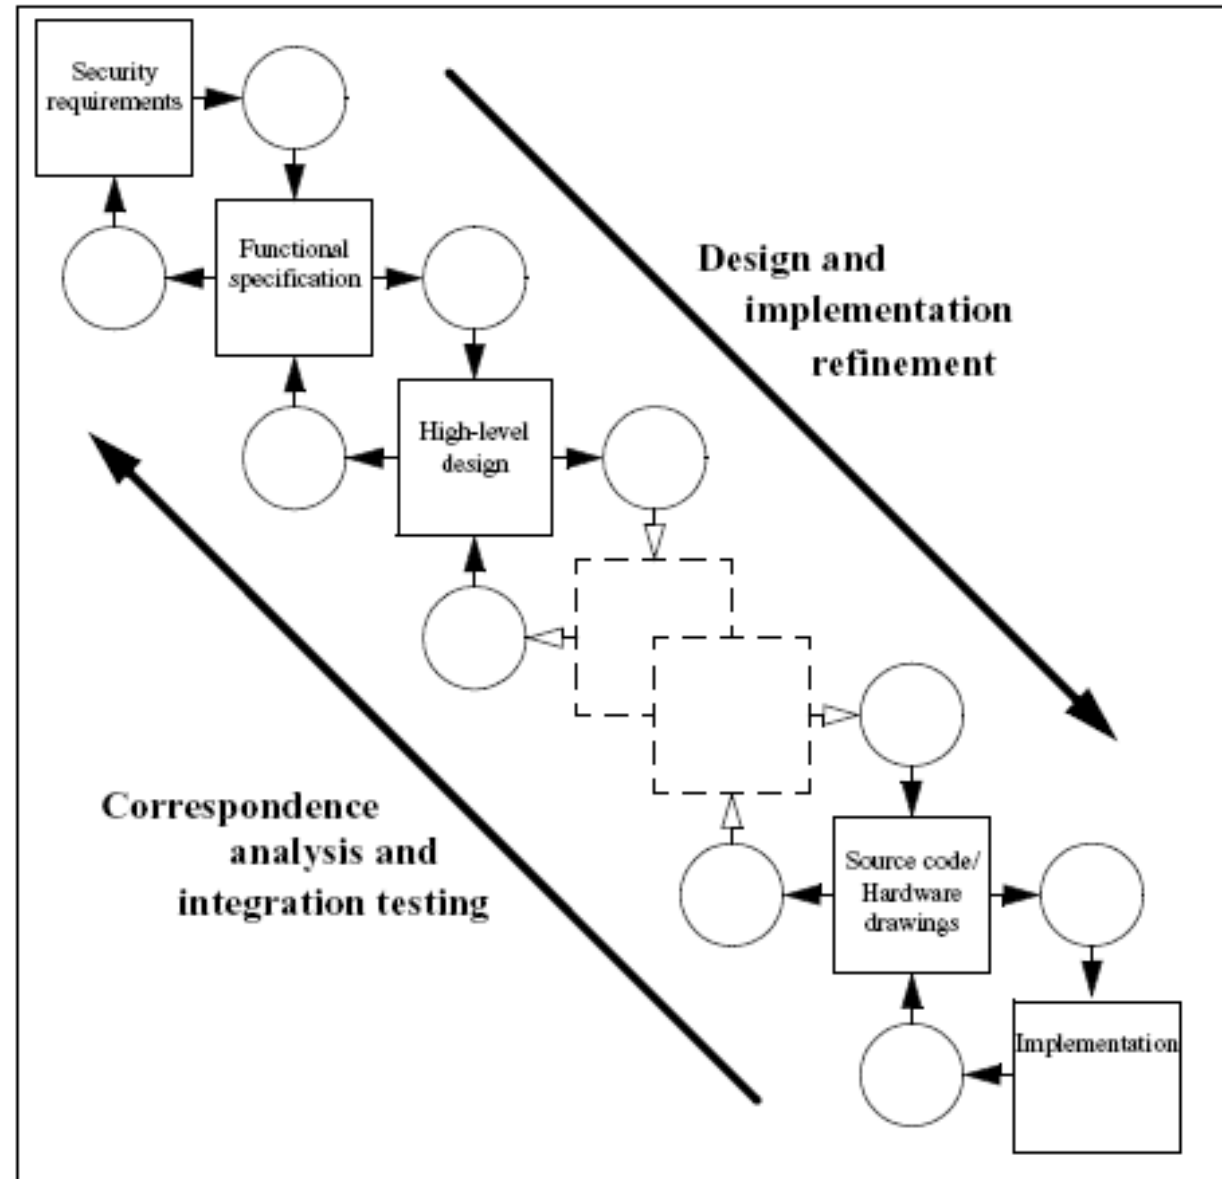 Security
requirements
Functional
specification
Design and
implementation
refinement
High-level
design
Correspondence
analysis and
integration testing
Source code/
Hardware
drawings
Implementation